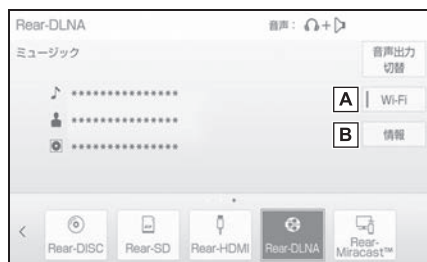 Rear-DLNA
音声：
ミュージック
音声出力
切替
A Wi-Fi
B 情報
Rear-DISC
Rear-SD
Rear-HDMI
Rear-DLNA
Rear-
Miracast™